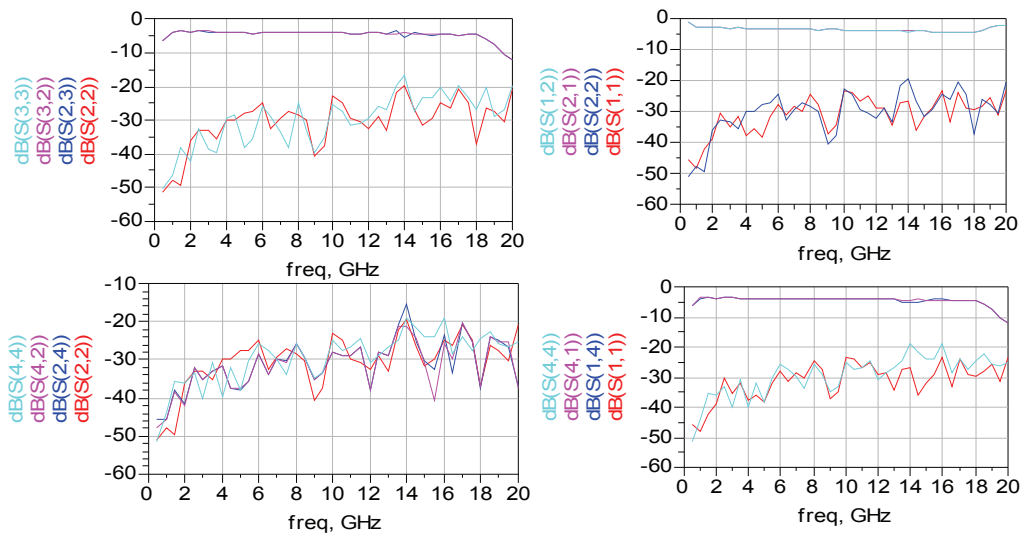 dB(S(3,3))
dB(S(3,2))
dB(S(2,3))
dB(S(2,2))
0
-10
-20
-30
-40
-50
-60
0 2 4 6 8 10 12 14 16 18 20
freq, GHz
dB(S(1,2))
dB(S(2,1))
dB(S(2,2))
dB(S(1,1))
0
-10
-20
-30
-40
-50
-60
0 2 4 6 8 10 12 14 16 18 20
freq, GHz
dB(S(4,4))
dB(S(4,2))
dB(S(2,4))
dB(S(2,2))
-10
-20
-30
-40
-50
-60
0 2 4 6 8 10 12 14 16 18 20
freq, GHz
dB(S(4,4))
dB(S(4,1))
dB(S(1,4))
dB(S(1,1))
0
-10
-20
-30
-40
-50
-60
0 2 4 6 8 10 12 14 16 18 20
freq, GHz